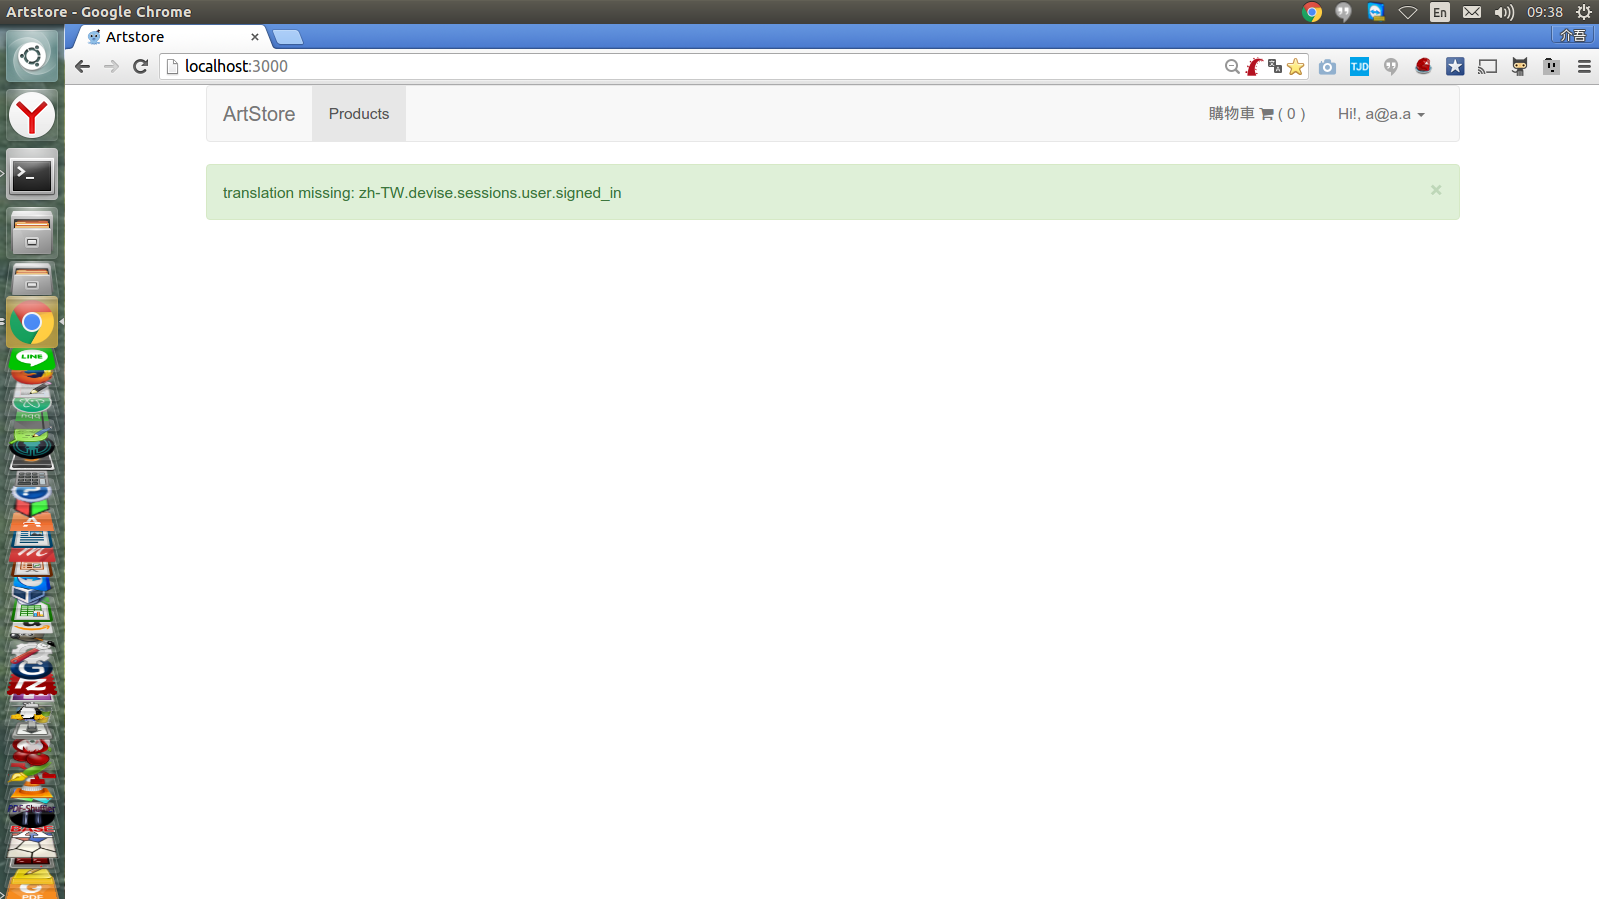 Artstore - Google Chrome
En
09:38
Artstore
介吾
localhost:3000
TJD
ArtStore
Products
購物車 ( 0 )
Hi!, a@a.a
translation missing: zh-TW.devise.sessions.user.signed_in
×
LINE
PDF-Shuffler
BASE
PDF